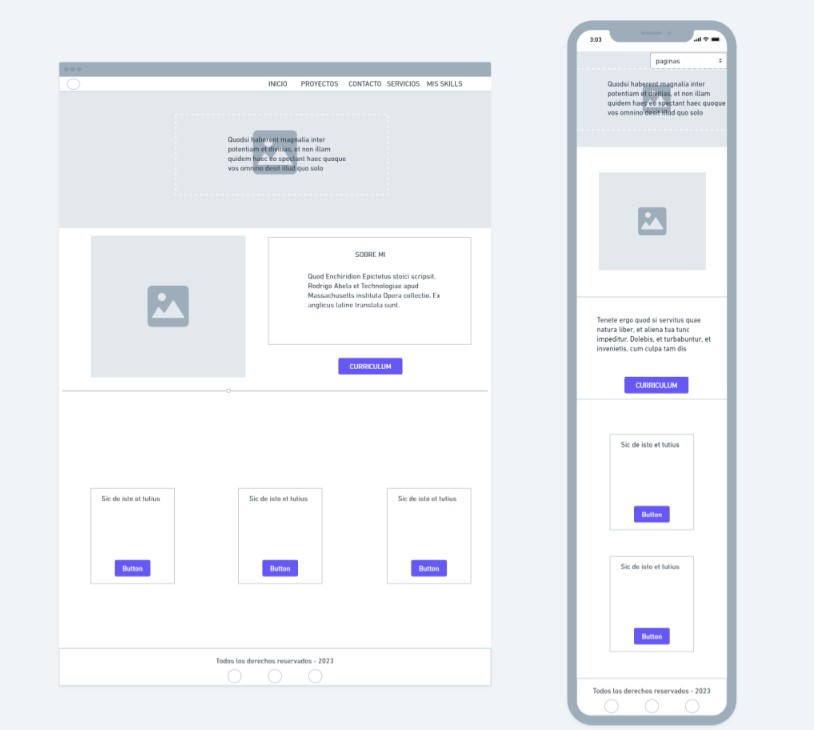 INICIO PROYECTOS CONTACTO SERVICIOS MIS SKILLS
Quodsi haberent magnalia inter
potentiam et divitias, et non illam
quidem haec eo spectant haec quoque
vos omnino desit illud quo solo
SOBRE MI
Quod Enchiridion Epictetus stoici scripsit.
Rodrigo Abela et Technologiae apud
Massachusetts instituta Opera collectio. Ex
anglicus latine translata sunt.
CURRICULUM
Sic de isto et tutius
Button
Sic de isto et tutius
Button
Sic de isto et tutius
Button
Todos los derechos reservados - 2023
3:03
paginas
Quodsi haberent magnalia inter
potentiam et divitias, et non illam
quidem haec eo spectant haec quoque
vos omnino desit illud quo solo
Tenete ergo quod si servitus quae
natura liber, et aliena tua tunc
impeditur. Dolebis, et turbabuntur, et
invenietis, cum culpa tam dis
CURRICULUM
Sic de isto et tutius
Button
Sic de isto et tutius
Button
Todos los derechos reservados - 2023